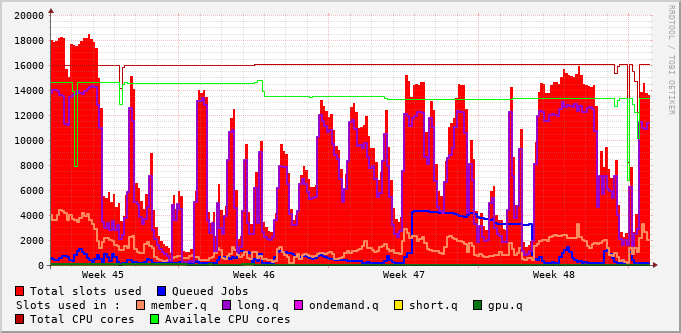 RRDTOOL / TOBI OETIKER
20000
18000
16000
14000
12000
10000
8000
6000
4000
2000
0
Week 45 Week 46 Week 47 Week 48
Total slots used Queued Jobs
Slots used in : member.q long.q ondemand.q short.q gpu.q
Total CPU cores Availale CPU cores